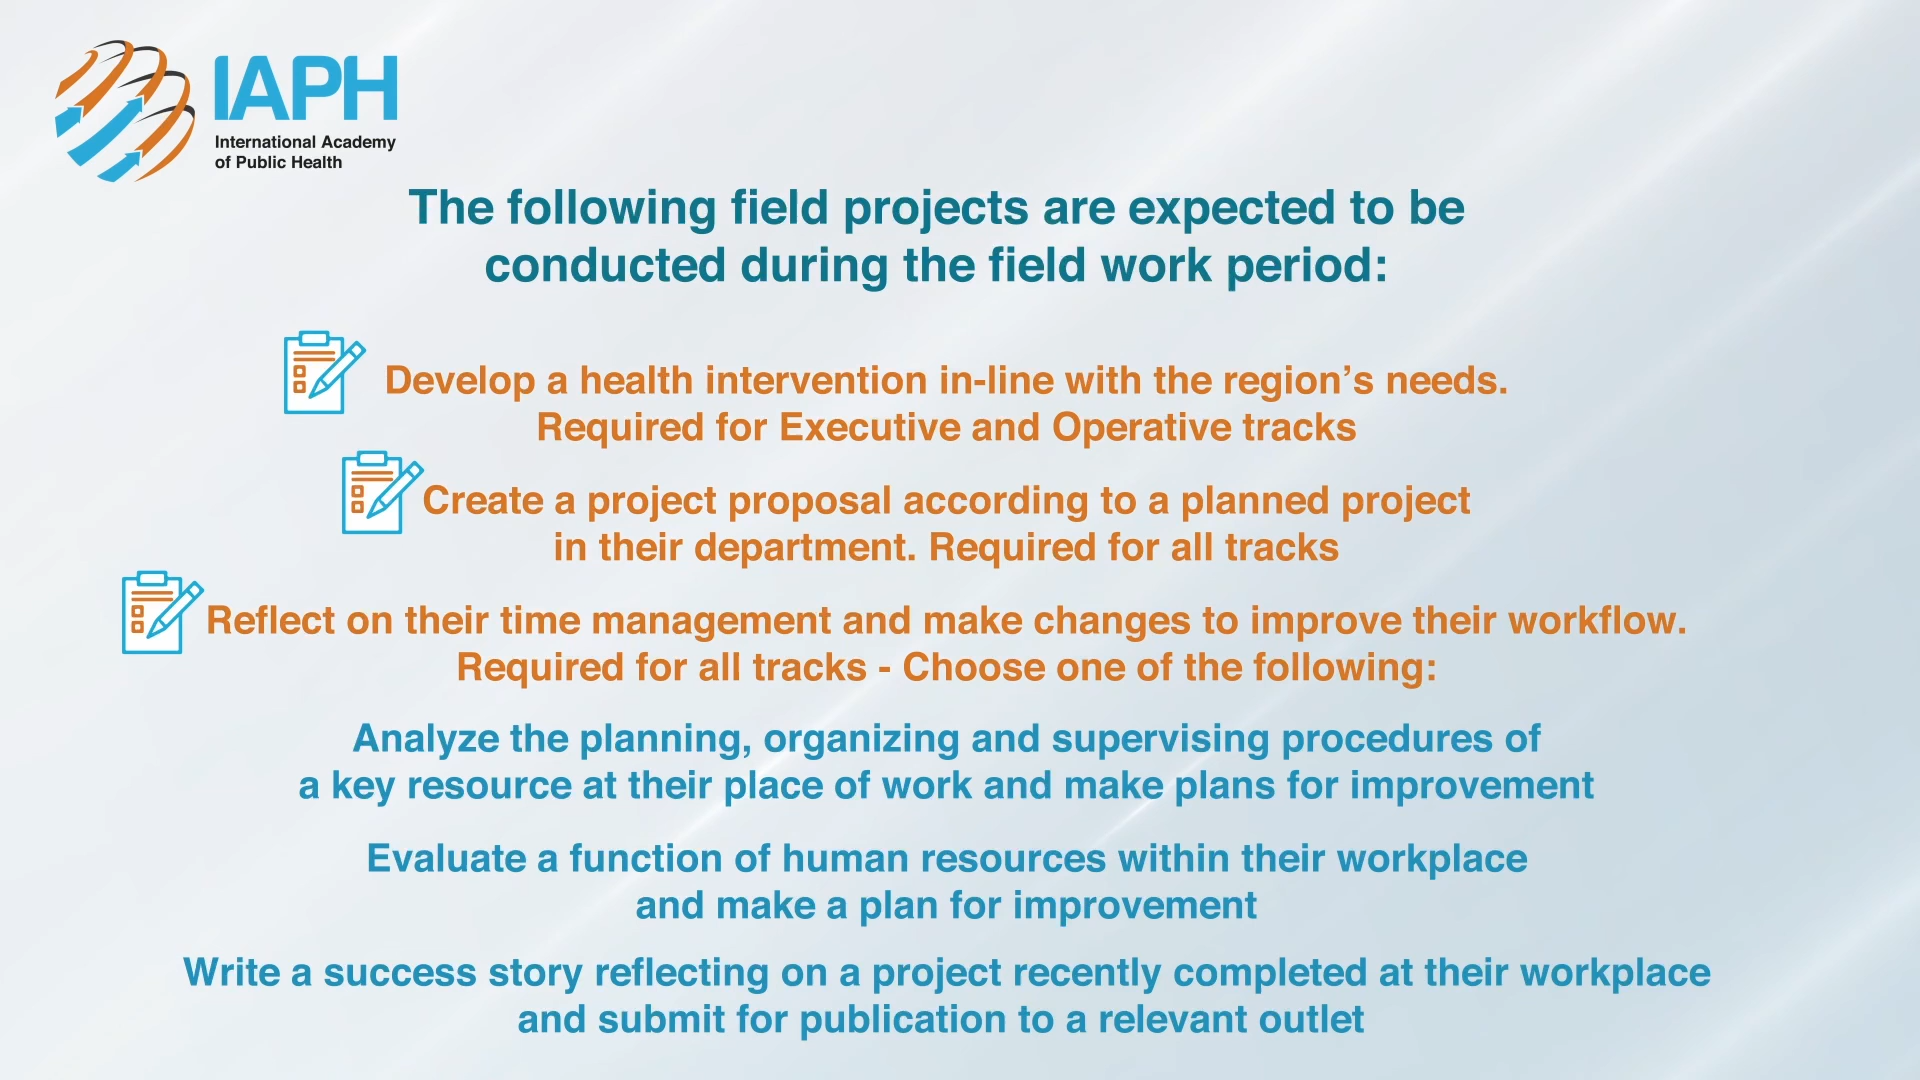 IAPH
International Academy
of Public Health
The following field projects are expected to be
conducted during the field work period:
Develop a health intervention in-line with the region’s needs.
Required for Executive and Operative tracks
Create a project proposal according to a planned project
in their department. Required for all tracks
Reflect on their time management and make changes to improve their workflow.
Required for all tracks - Choose one of the following:
Analyze the planning, organizing and supervising procedures of
a key resource at their place of work and make plans for improvement
Evaluate a function of human resources within their workplace
and make a plan for improvement
Write a success story reflecting on a project recently completed at their workplace
and submit for publication to a relevant outlet